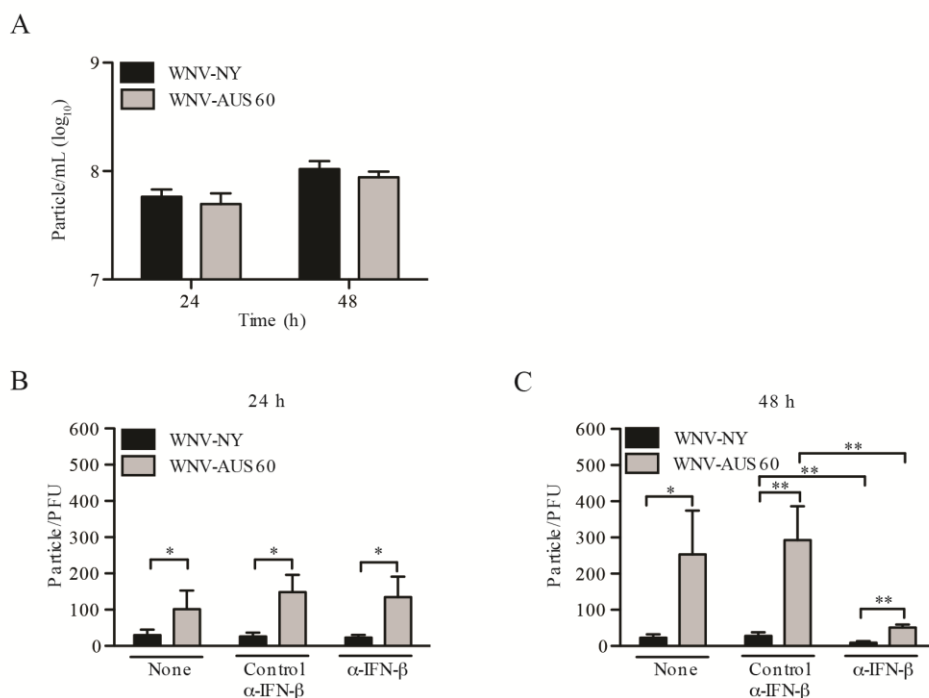 A
9
WNV-NY
WNV-AUS60
8
7
Particle/mL (log10)
24
48
Time (h)
B
24 h
600
500
400
300
200
100
0
Particle/PFU
WNV-NY
WNV-AUS60
*
*
*
None
Control
α-IFN-β
α-IFN-β
C
48 h
600
500
400
300
200
100
0
Particle/PFU
WNV-NY
WNV-AUS60
**
**
*
**
**
None
Control
α-IFN-β
α-IFN-β